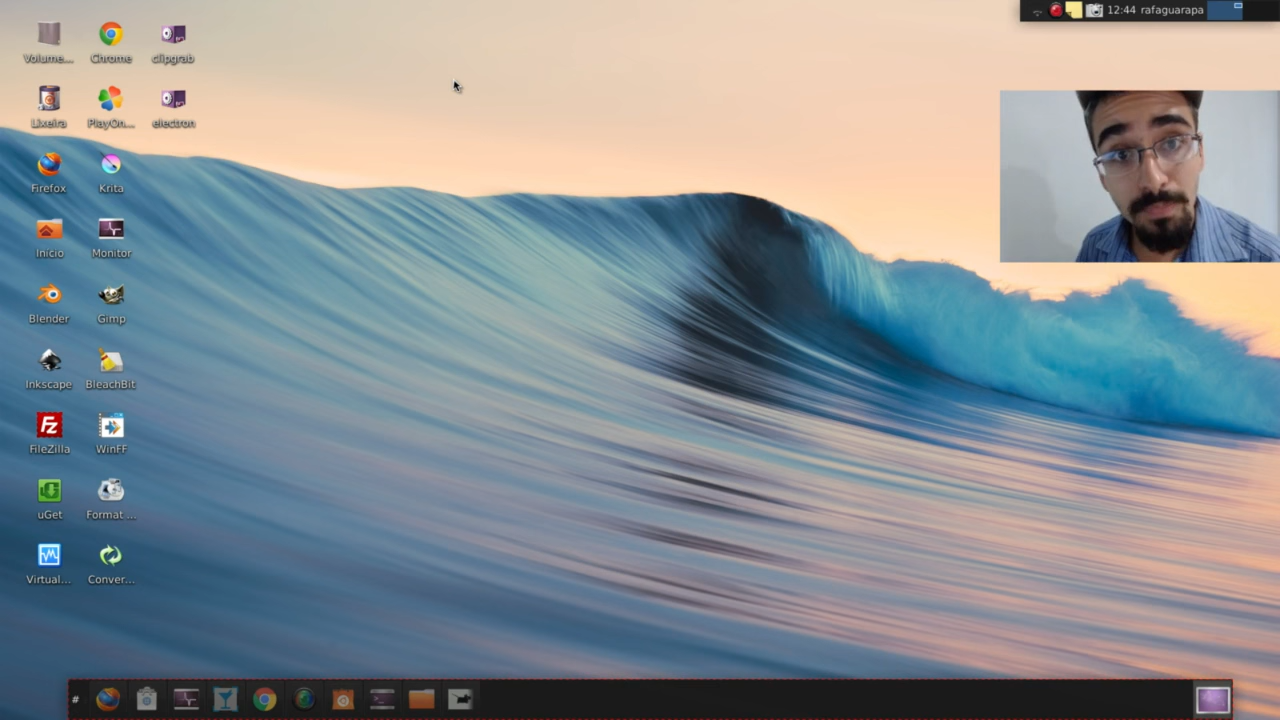 12:44 rafaguarapa
Volume... Chrome clipgrab
Lixeira PlayOn... electron
Firefox Krita
Inicio Monitor
Blender Gimp
Inkscape BleachBit
FileZilla WinFF
uGet Format ...
Virtual... Conver...
#